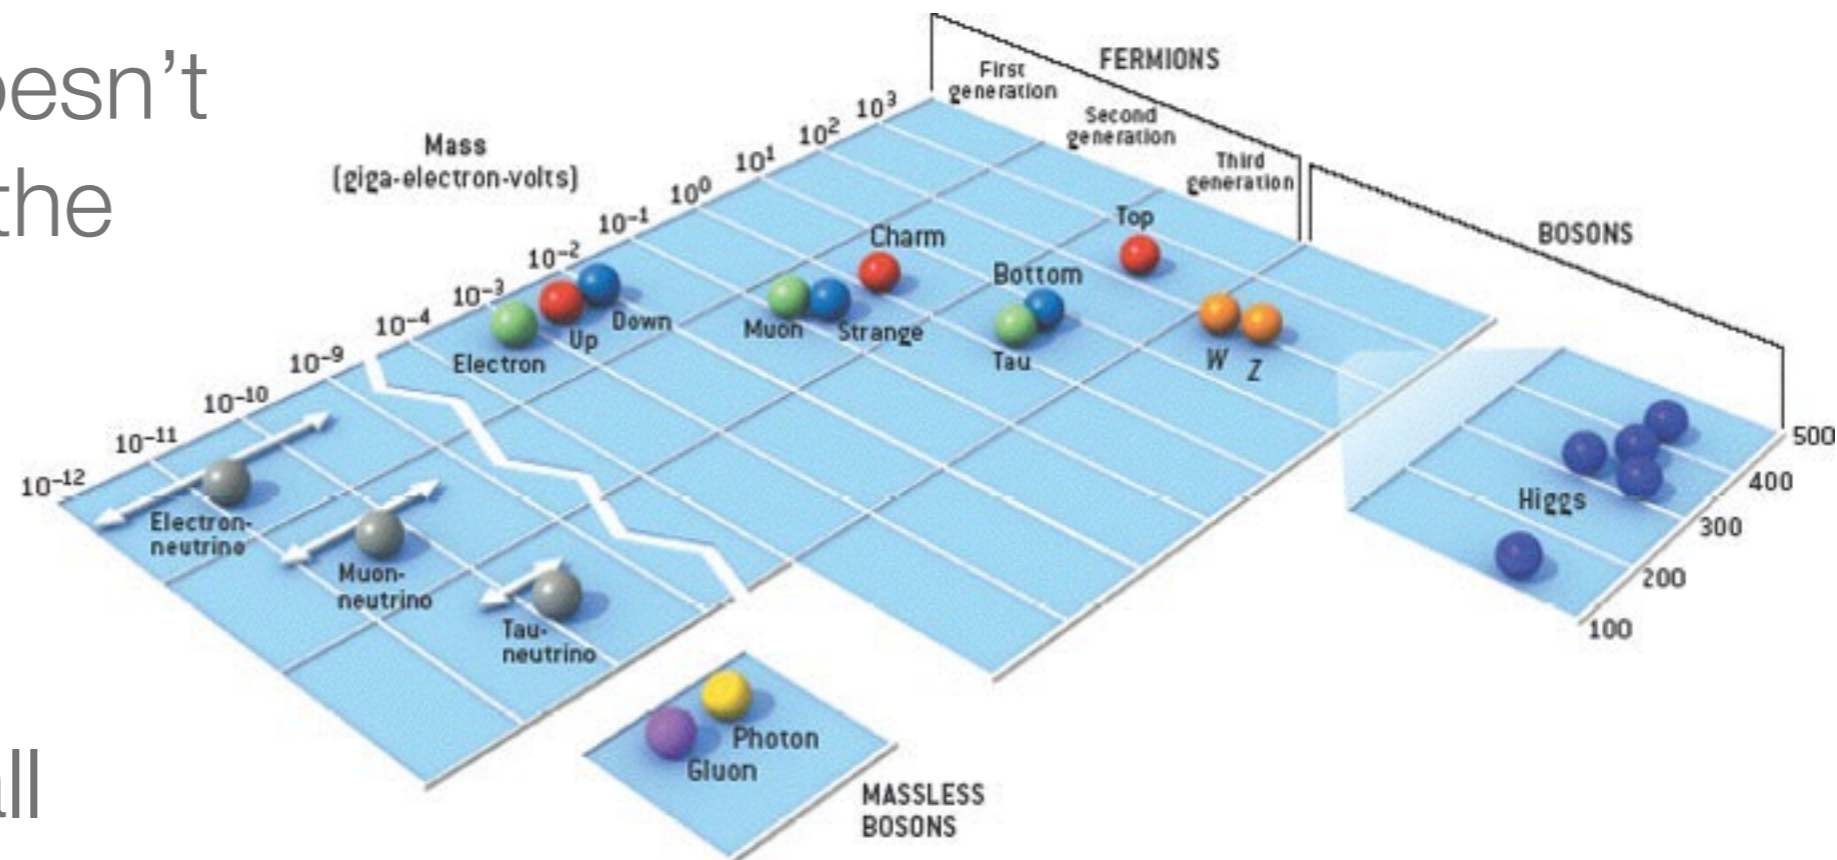 oesn't
the
all
FERMIONS
First
generation
Second
generation
Third
generation
BOSONS
Mass
(giga-electron-volts)
10³
10²
10¹
10⁰
10⁻¹
10⁻²
10⁻³
10⁻⁴
10⁻⁹
10⁻¹⁰
10⁻¹¹
10⁻¹²
Top
Charm
Bottom
Down
Up
Electron
Muon
Strange
Tau
W
Z
Electron-
neutrino
Muon-
neutrino
Tau-
neutrino
Higgs
500
400
300
200
100
Photon
Gluon
MASSLESS
BOSONS